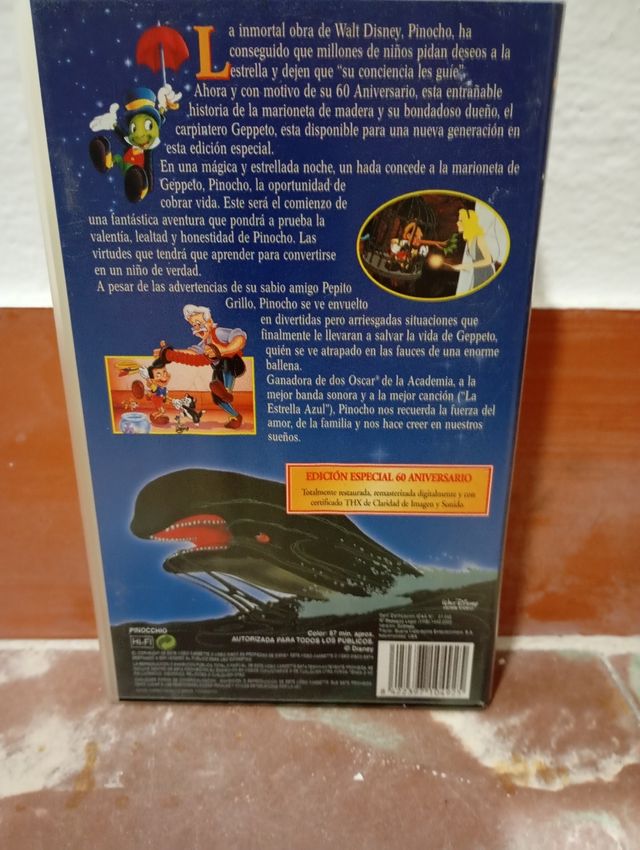 La inmortal obra de Walt Disney, Pinocho, ha
conseguido que millones de niños pidan deseos a la
estrella y dejen que "su conciencia les guíe".
Ahora y con motivo de su 60 Aniversario, esta entrañable
historia de la marioneta de madera y su bondadoso dueño, el
carpintero Geppeto, esta disponible para una nueva generación en
esta edición especial.
En una mágica y estrellada noche, un hada concede a la marioneta de
Geppeto, Pinocho, la oportunidad de
cobrar vida. Este será el comienzo de
una fantástica aventura que pondrá a prueba la
valentía, lealtad y honestidad de Pinocho. Las
virtudes que tendrá que aprender para convertirse
en un niño de verdad.
A pesar de las advertencias de su sabio amigo Pepito
Grillo, Pinocho se ve envuelto
en divertidas pero arriesgadas situaciones que
finalmente le llevaran a salvar la vida de Geppeto,
quién se ve atrapado en las fauces de una enorme
ballena.
Ganadora de dos Oscar® de la Academia, a la
mejor banda sonora y a la mejor canción ("La
Estrella Azul"), Pinocho nos recuerda la fuerza del
amor, de la familia y nos hace creer en nuestros
sueños.
EDICIÓN ESPECIAL 60 ANIVERSARIO
Totalmente restaurada, remasterizada digitalmente y con
certificado THX de Claridad de Imagen y Sonido.
WALT DISNEY
PINOCCHIO
HI-FI
Color: 87 min. aprox.
AUTORIZADA PARA TODOS LOS PÚBLICOS
© Disney